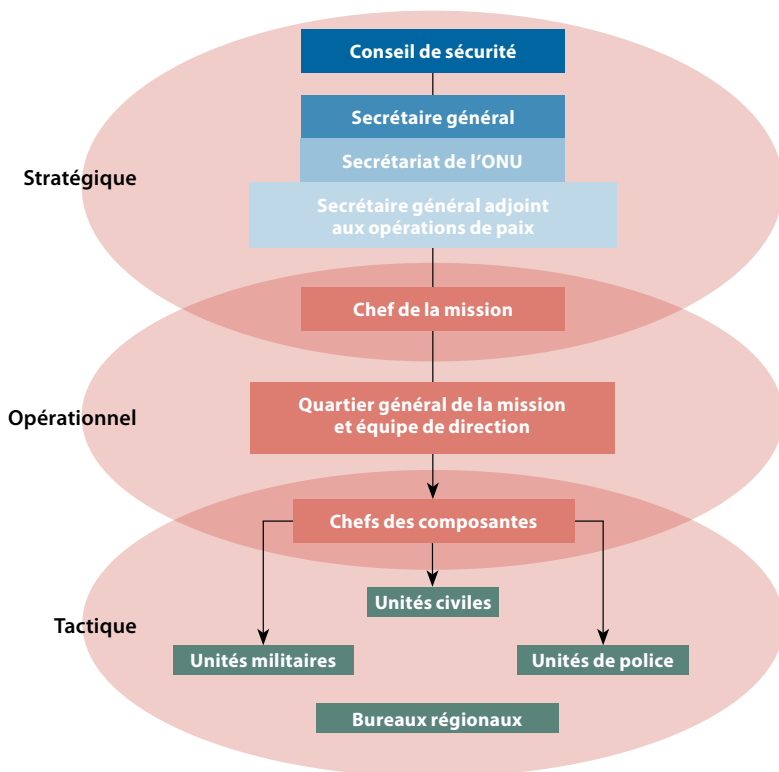 Conseil de sécurité
Secrétaire général
Secrétariat de l’ONU
Stratégique
Secrétaire général adjoint
aux opérations de paix
Chef de la mission
Opérationnel
Quartier général de la mission
et équipe de direction
Chefs des composantes
Unités civiles
Tactique
Unités militaires
Unités de police
Bureaux régionaux